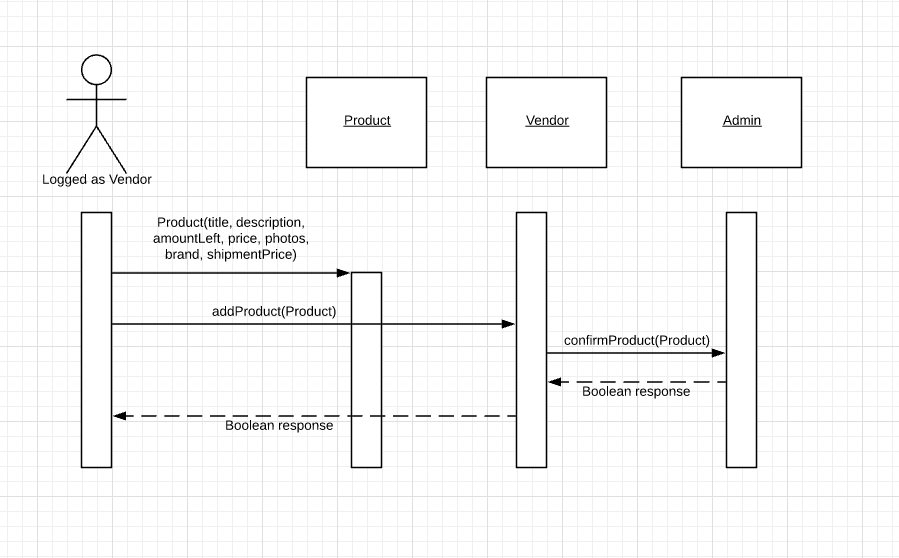 Product
Vendor
Admin
Logged as Vendor
Product(title, description,
amountLeft, price, photos,
brand, shipmentPrice)
addProduct(Product)
confirmProduct(Product)
Boolean response
Boolean response